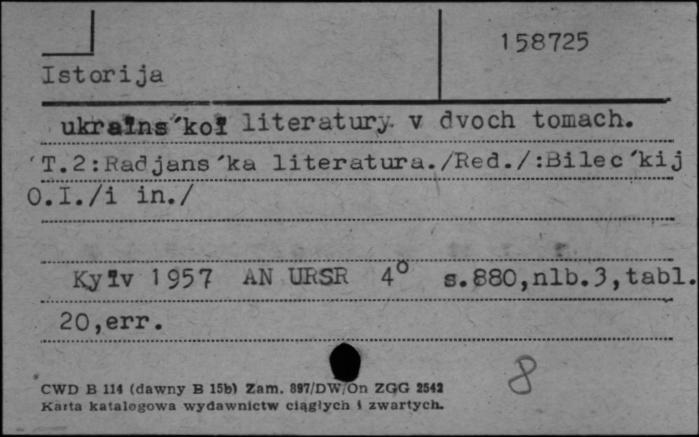 158725
Istorija
ukraïns´koï literatury v dvoch tomach.
T.2:Radjans´ka literatura./Red./:Bilec´kij
O.I./i in./
Kyïv 1957 AN URSR 4° s.880,nlb.3,tabl.
20,err.
8
CWD B 114 (dawny B 15b) Zam. 897/DW/On ZGG 2542
Karta katalogowa wydawnictw ciągłych i zwartych.